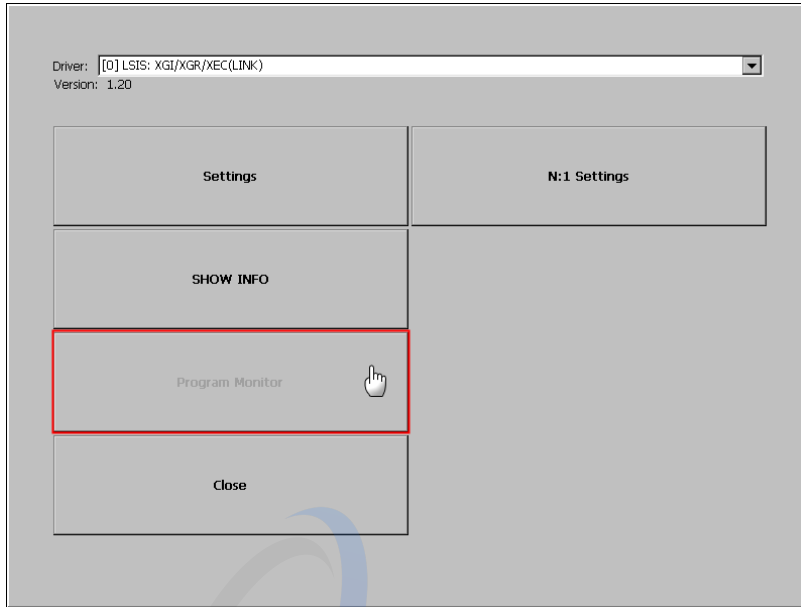 Driver: [0] LSIS: XGI/XGR/XEC(LINK)
Version: 1.20
Settings
N:1 Settings
SHOW INFO
Program Monitor
Close